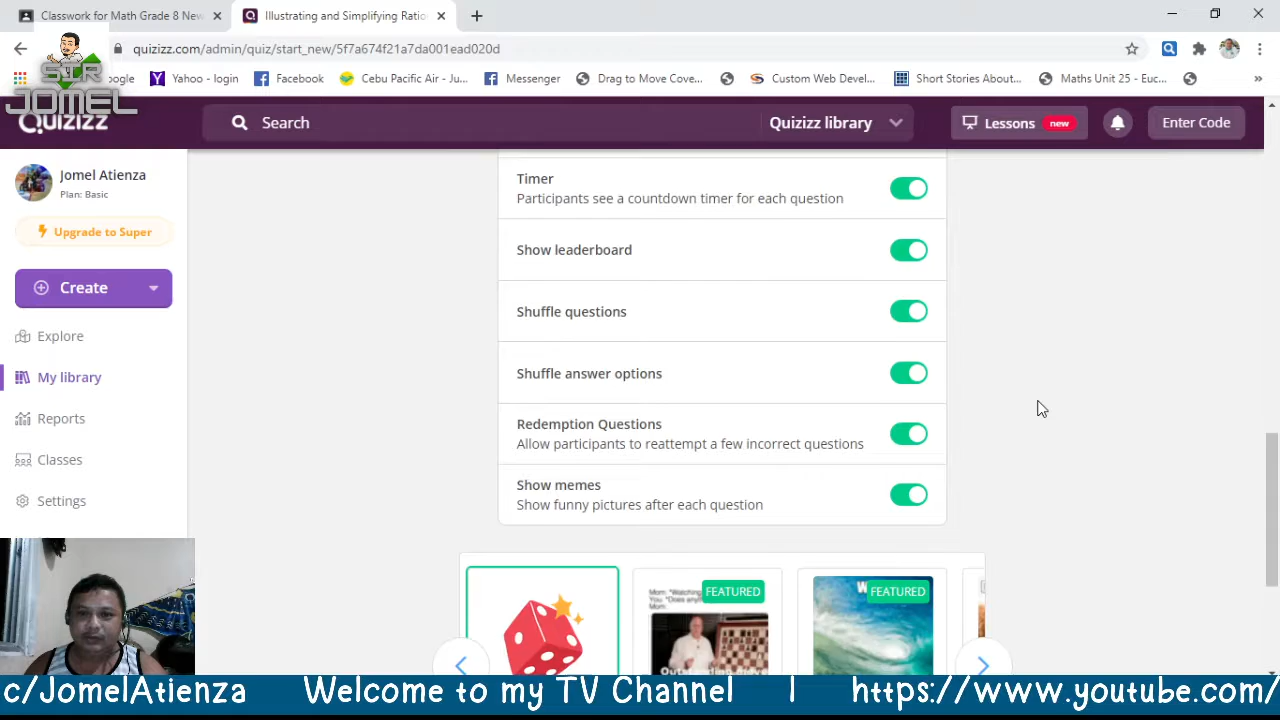 Classwork for Math Grade 8 New
Illustrating and Simplifying Ratio
quizizz.com/admin/quiz/start_new/5f7a674f21a7da001ead020d
SIR
JOMEL
Yahoo - login
Facebook
Cebu Pacific Air - Ju...
Messenger
Drag to Move Cove...
Custom Web Devel...
Short Stories About...
Maths Unit 25 - Euc...
»
Quizizz
Search
Quizizz library
Lessons
new
Enter Code
Jomel Atienza
Plan: Basic
Upgrade to Super
Create
Explore
My library
Reports
Classes
Settings
Timer
Participants see a countdown timer for each question
Show leaderboard
Shuffle questions
Shuffle answer options
Redemption Questions
Allow participants to reattempt a few incorrect questions
Show memes
Show funny pictures after each question
FEATURED
FEATURED
c/JomelAtienza Welcome to my TV Channel | https://www.youtube.com/